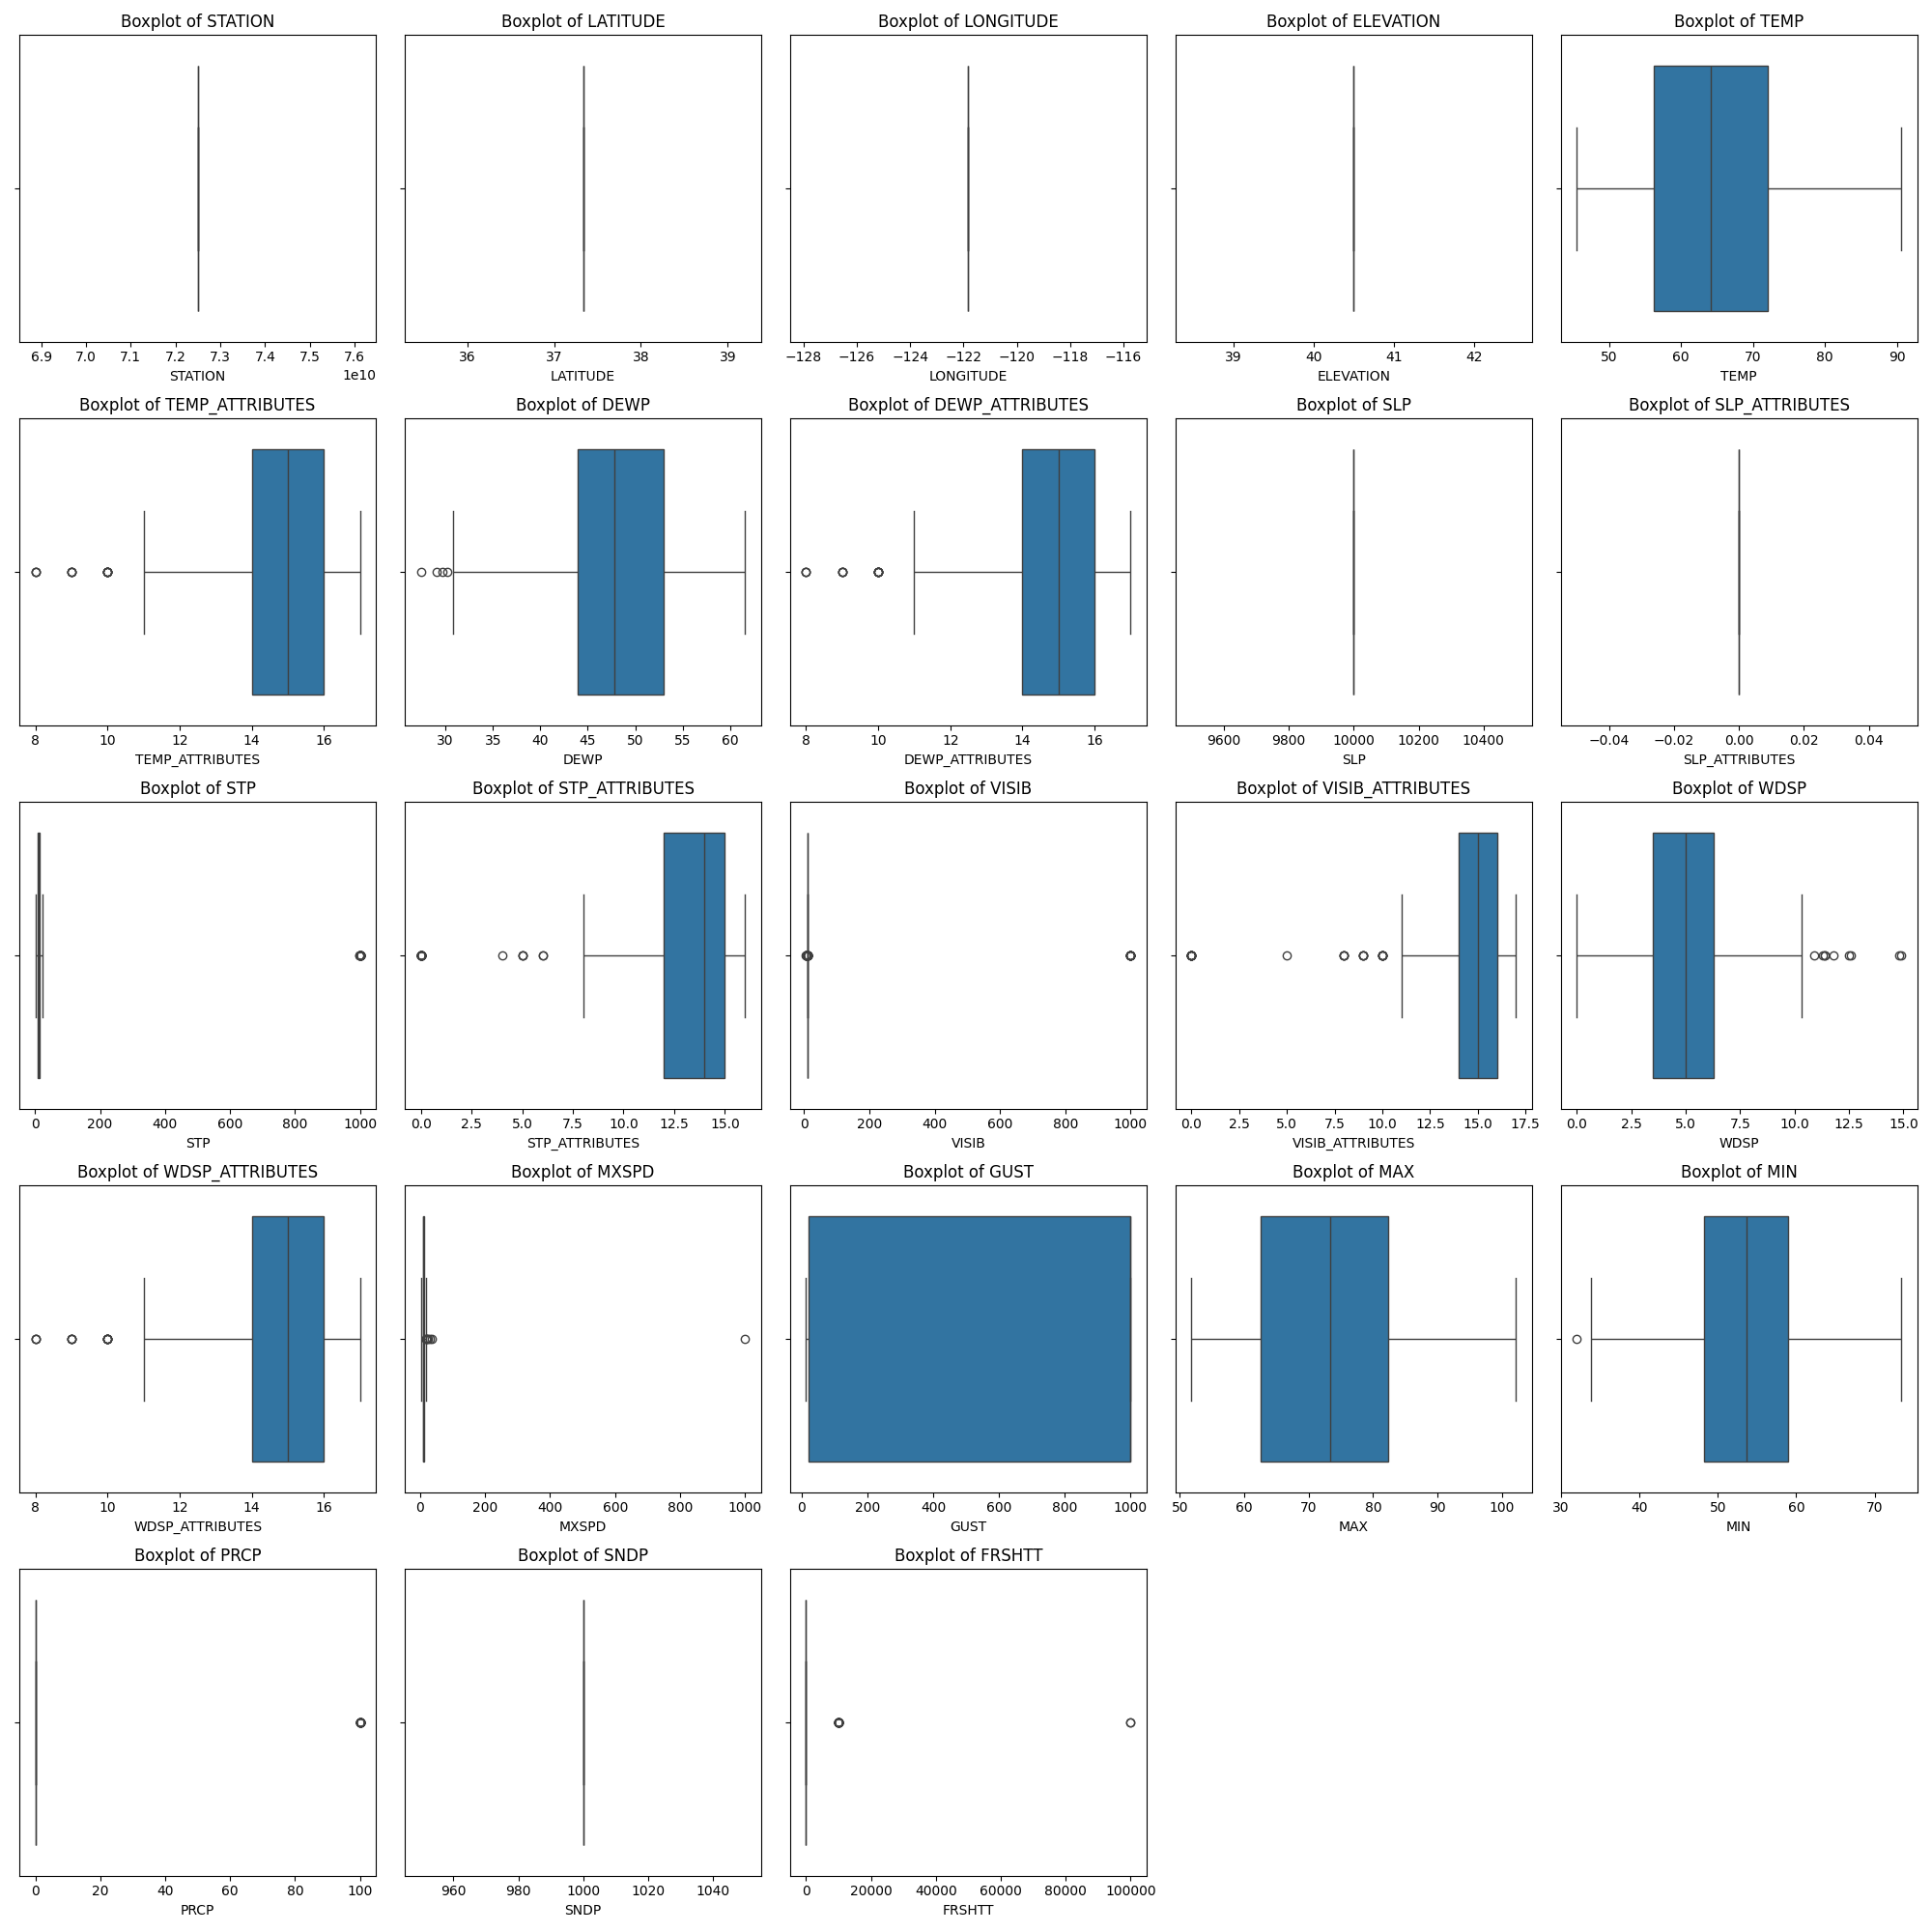 Boxplot of STATION Boxplot of LATITUDE Boxplot of LONGITUDE Boxplot of ELEVATION Boxplot of TEMP
6.9 7.0 7.1 7.2 7.3 7.4 7.5 7.6 36 37 38 39 −128 −126 −124 −122 −120 −118 −116 39 40 41 42 50 60 70 80 90
STATION 1e10 LATITUDE LONGITUDE ELEVATION TEMP
Boxplot of TEMP_ATTRIBUTES Boxplot of DEWP Boxplot of DEWP_ATTRIBUTES Boxplot of SLP Boxplot of SLP_ATTRIBUTES
8 10 12 14 16 30 35 40 45 50 55 60 8 10 12 14 16 9600 9800 10000 10200 10400 −0.04 −0.02 0.00 0.02 0.04
TEMP_ATTRIBUTES DEWP DEWP_ATTRIBUTES SLP SLP_ATTRIBUTES
Boxplot of STP Boxplot of STP_ATTRIBUTES Boxplot of VISIB Boxplot of VISIB_ATTRIBUTES Boxplot of WDSP
0 200 400 600 800 1000 0.0 2.5 5.0 7.5 10.0 12.5 15.0 0 200 400 600 800 1000 0.0 2.5 5.0 7.5 10.0 12.5 15.0 17.5 0.0 2.5 5.0 7.5 10.0 12.5 15.0
STP STP_ATTRIBUTES VISIB VISIB_ATTRIBUTES WDSP
Boxplot of WDSP_ATTRIBUTES Boxplot of MXSPD Boxplot of GUST Boxplot of MAX Boxplot of MIN
8 10 12 14 16 0 200 400 600 800 1000 0 200 400 600 800 1000 50 60 70 80 90 100 30 40 50 60 70
WDSP_ATTRIBUTES MXSPD GUST MAX MIN
Boxplot of PRCP Boxplot of SNDP Boxplot of FRSHTT
0 20 40 60 80 100 960 980 1000 1020 1040 0 20000 40000 60000 80000 100000
PRCP SNDP FRSHTT